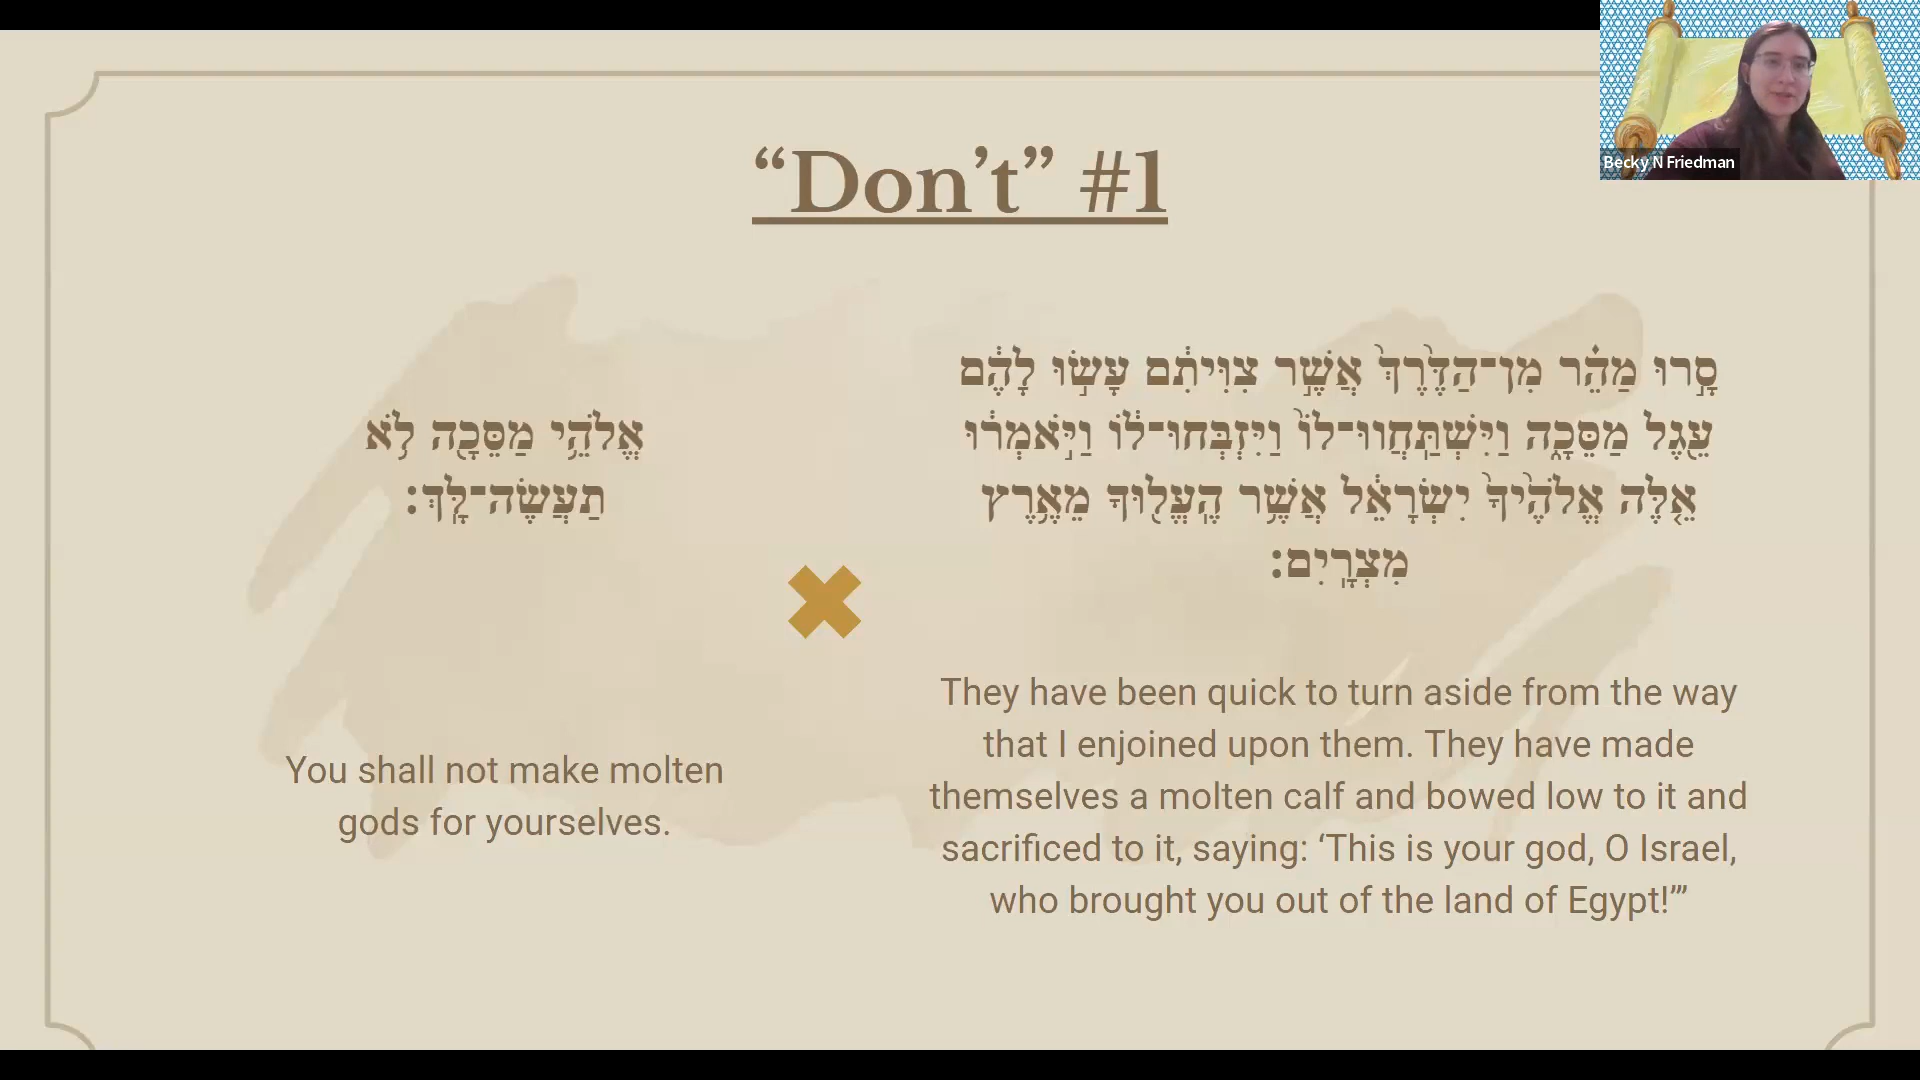 “Don’t” #1
אֱלֹהֵ֥י מַסֵּכָ֖ה לֹ֥א
תַעֲשֶׂה־לָּֽךְ׃
You shall not make molten
gods for yourselves.
סָ֣רוּ מַהֵ֗ר מִן־הַדֶּ֙רֶךְ֙ אֲשֶׁ֣ר צִוִּיתִ֔ם עָשׂ֣וּ לָהֶ֔ם
עֵ֖גֶל מַסֵּכָ֑ה וַיִּשְׁתַּֽחֲווּ־לוֹ֙ וַיִּזְבְּחוּ־ל֔וֹ וַיֹּ֣אמְר֔וּ
אֵ֤לֶּה אֱלֹהֶ֙יךָ֙ יִשְׂרָאֵ֔ל אֲשֶׁ֥ר הֶֽעֱל֖וּךָ מֵאֶ֥רֶץ
מִצְרָֽיִם׃
They have been quick to turn aside from the way
that I enjoined upon them. They have made
themselves a molten calf and bowed low to it and
sacrificed to it, saying: ‘This is your god, O Israel,
who brought you out of the land of Egypt!’”
Becky N Friedman